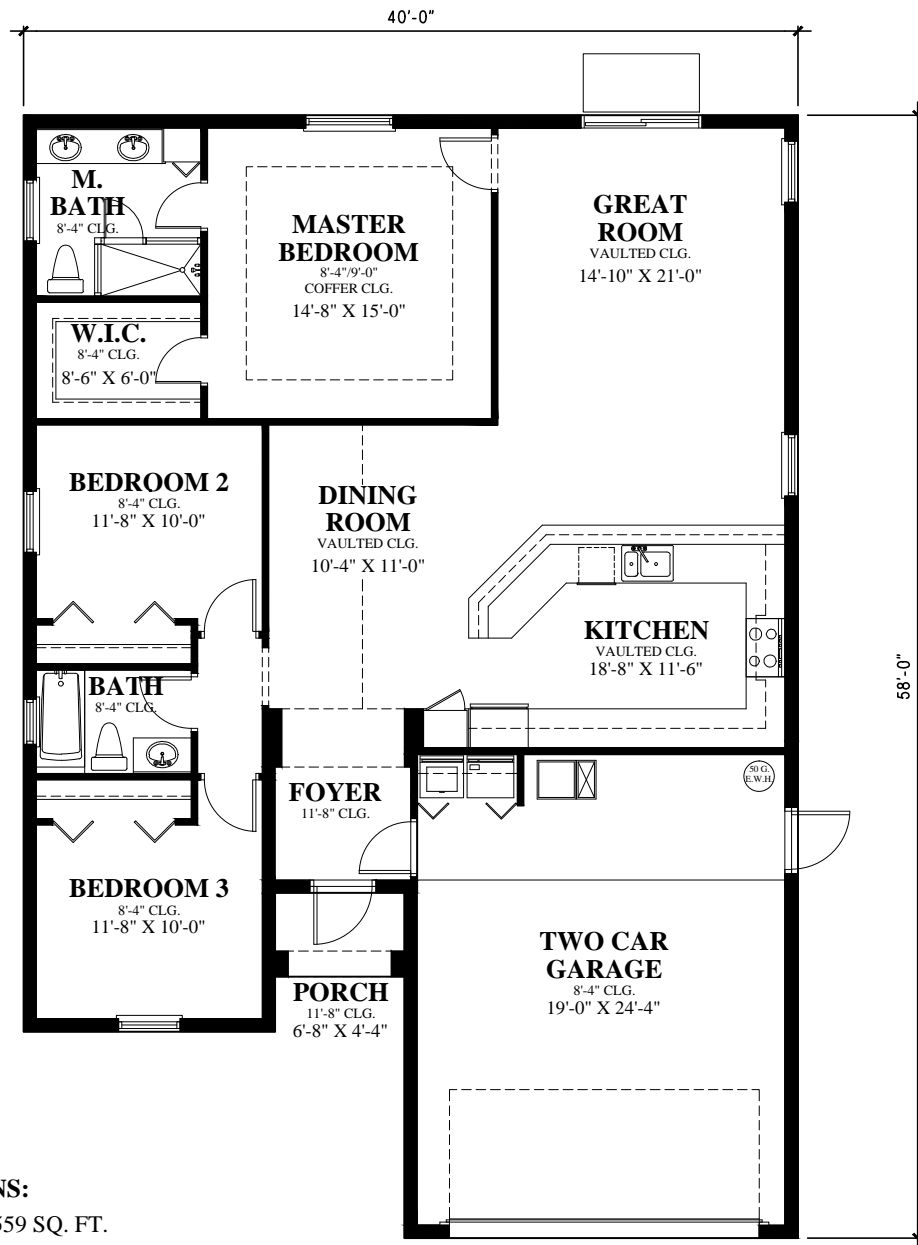 40'-0"
M.
BATH
8'-4" CLG.
MASTER
BEDROOM
8'-4"/9'-0"
COFFER CLG.
14'-8" X 15'-0"
GREAT
ROOM
VAULTED CLG.
14'-10" X 21'-0"
W.I.C.
8'-4" CLG.
8'-6" X 6'-0"
BEDROOM 2
8'-4" CLG.
11'-8" X 10'-0"
DINING
ROOM
VAULTED CLG.
10'-4" X 11'-0"
KITCHEN
VAULTED CLG.
18'-8" X 11'-6"
58'-0"
BATH
8'-4" CLG.
FOYER
11'-8" CLG.
50 G.
E.W.H.
BEDROOM 3
8'-4" CLG.
11'-8" X 10'-0"
TWO CAR
GARAGE
8'-4" CLG.
19'-0" X 24'-4"
PORCH
11'-8" CLG.
6'-8" X 4'-4"
NS:
559 SQ. FT.